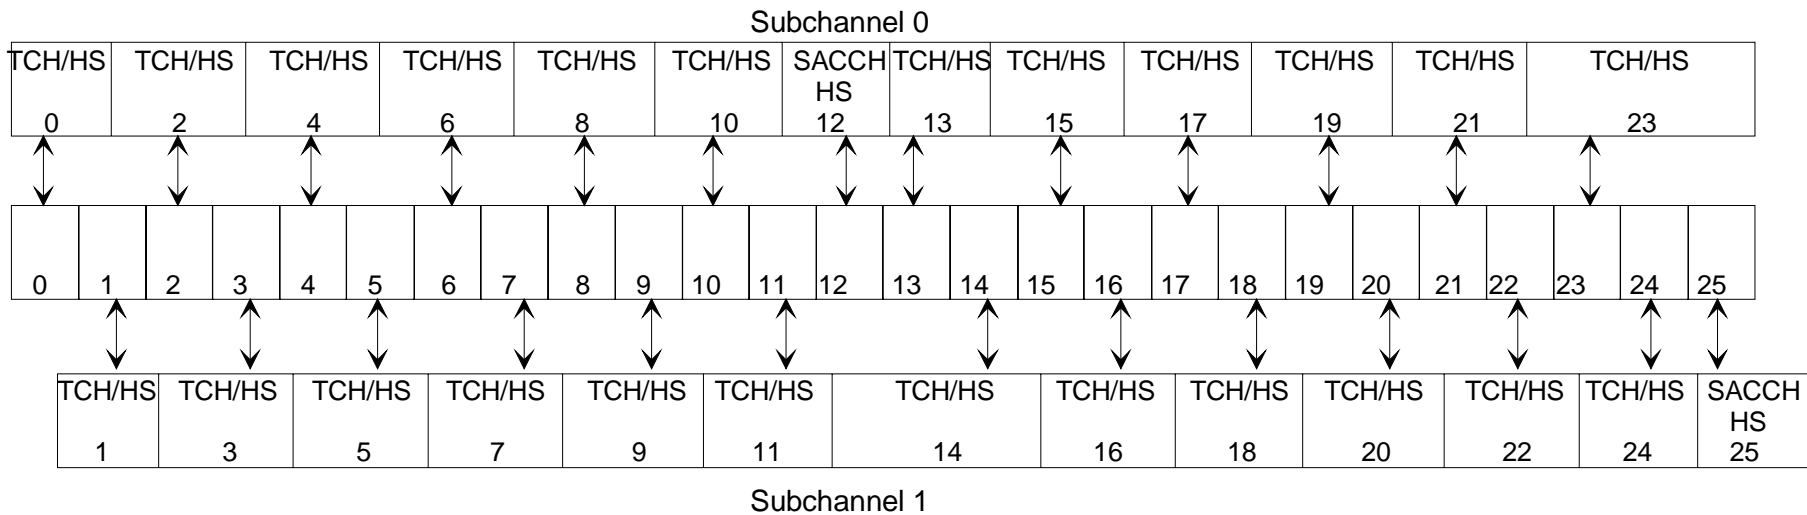 Subchannel 0
TCH/HS TCH/HS TCH/HS TCH/HS TCH/HS TCH/HS SACCH TCH/HS TCH/HS TCH/HS TCH/HS TCH/HS TCH/HS
HS
0 2 4 6 8 10 12 13 15 17 19 21 23
0 1 2 3 4 5 6 7 8 9 10 11 12 13 14 15 16 17 18 19 20 21 22 23 24 25
TCH/HS TCH/HS TCH/HS TCH/HS TCH/HS TCH/HS TCH/HS TCH/HS TCH/HS TCH/HS TCH/HS TCH/HS SACCH
HS
1 3 5 7 9 11 14 16 18 20 22 24 25
Subchannel 1